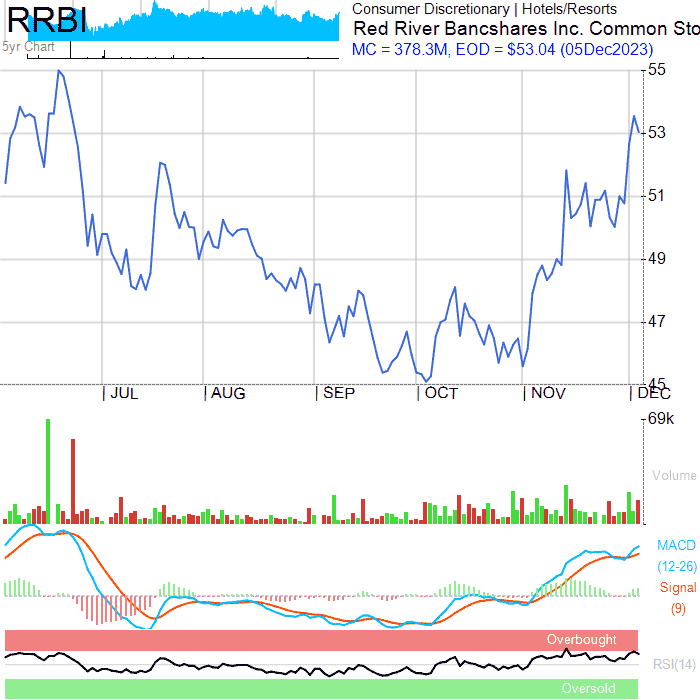 RRBI
5yr Chart
Consumer Discretionary | Hotels/Resorts
Red River Bancshares Inc. Common Sto
MC = 378.3M, EOD = $53.04 (05Dec2023)
55
53
51
49
47
45
JUL AUG SEP OCT NOV DEC
69k
Volume
MACD
(12-26)
Signal
(9)
Overbought
RSI(14)
Oversold